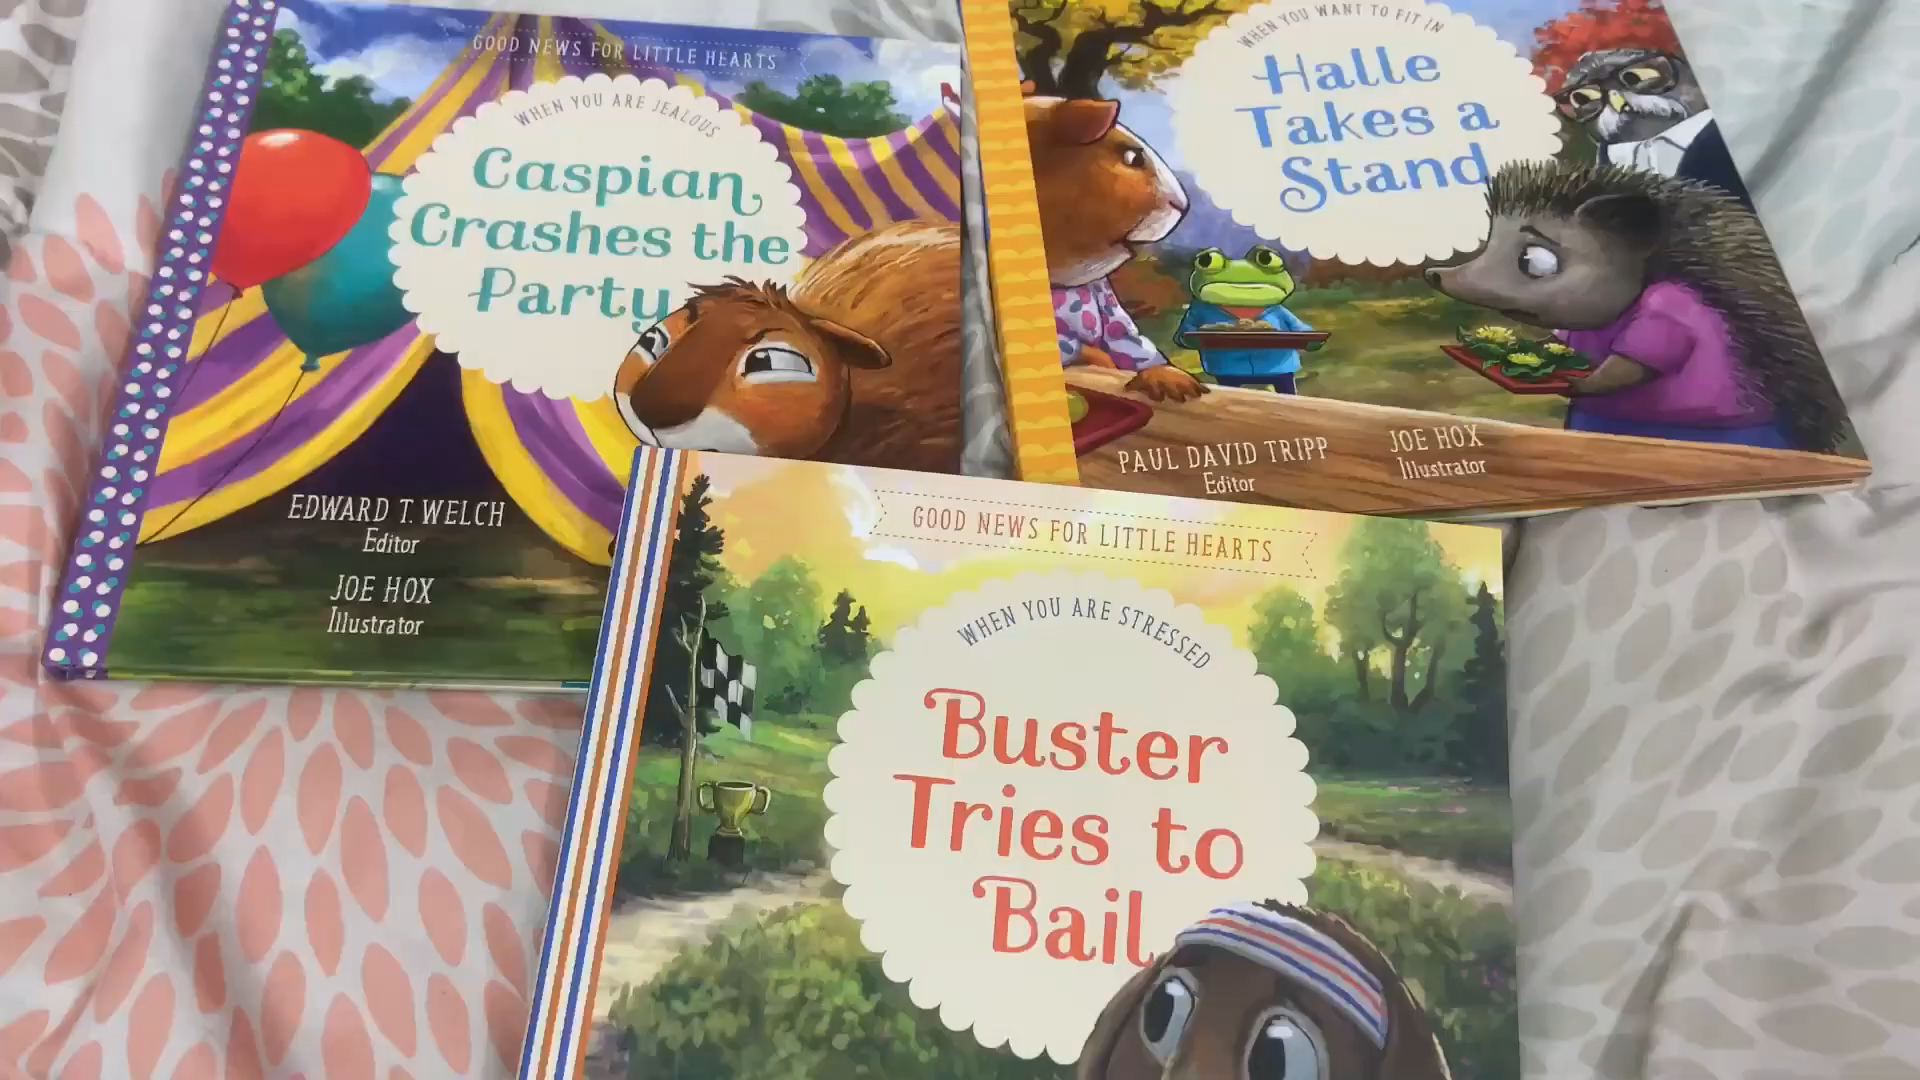 GOOD NEWS FOR LITTLE HEARTS
WHEN YOU ARE JEALOUS
Caspian
Crashes the
Party
EDWARD T. WELCH
Editor
JOE HOX
Illustrator
WHEN YOU WANT TO FIT IN
Halle
Takes a
Stand
PAUL DAVID TRIPP
Editor
JOE HOX
Illustrator
GOOD NEWS FOR LITTLE HEARTS
WHEN YOU ARE STRESSED
Buster
Tries to
Bail